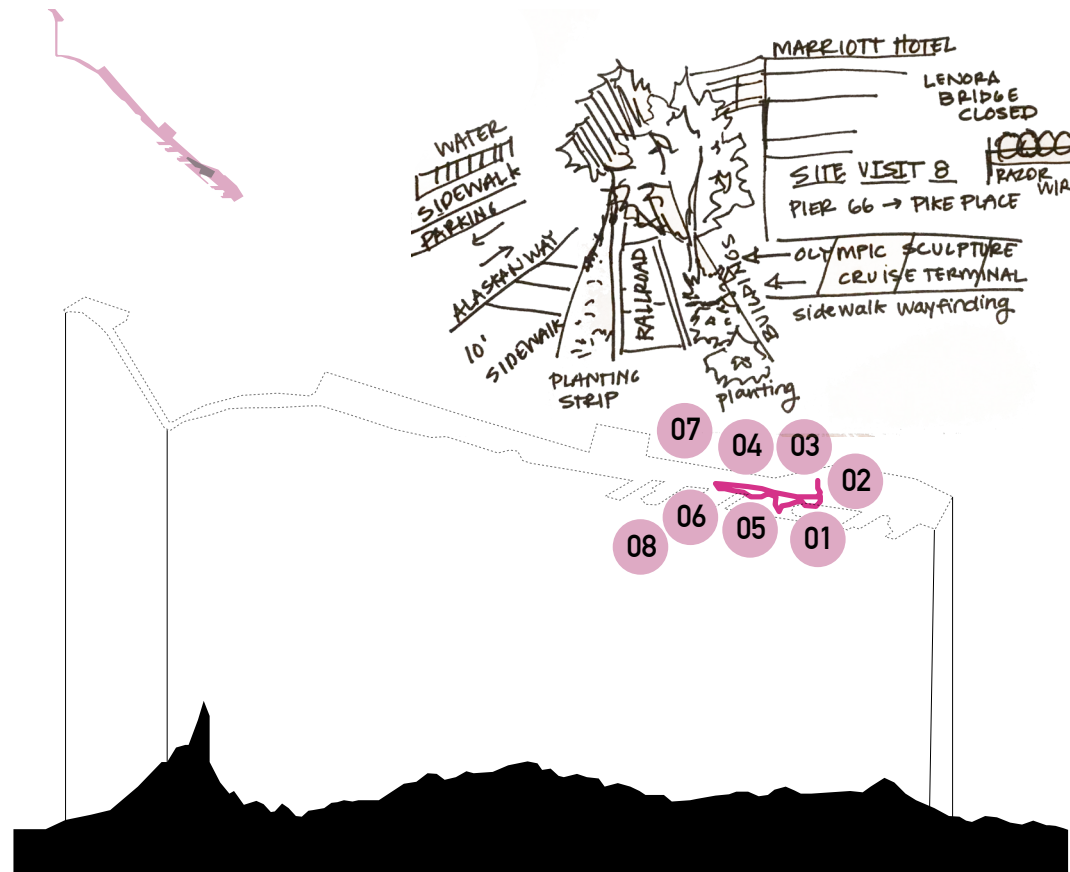 MARRIOTT HOTEL
LENORA
BRIDGE
CLOSED
RAZOR
WIR
SITE VISIT 8
PIER 66 → PIKE PLACE
OLYMPIC SCULPTURE
CRUISE TERMINAL
sidewalk wayfinding
WATER
SIDEWALK
PARKING
ALASKAN WAY
10'
SIDEWALK
PLANTING
STRIP
RAILROAD
BUILDINGS
planting
07
04
03
02
06
05
01
08